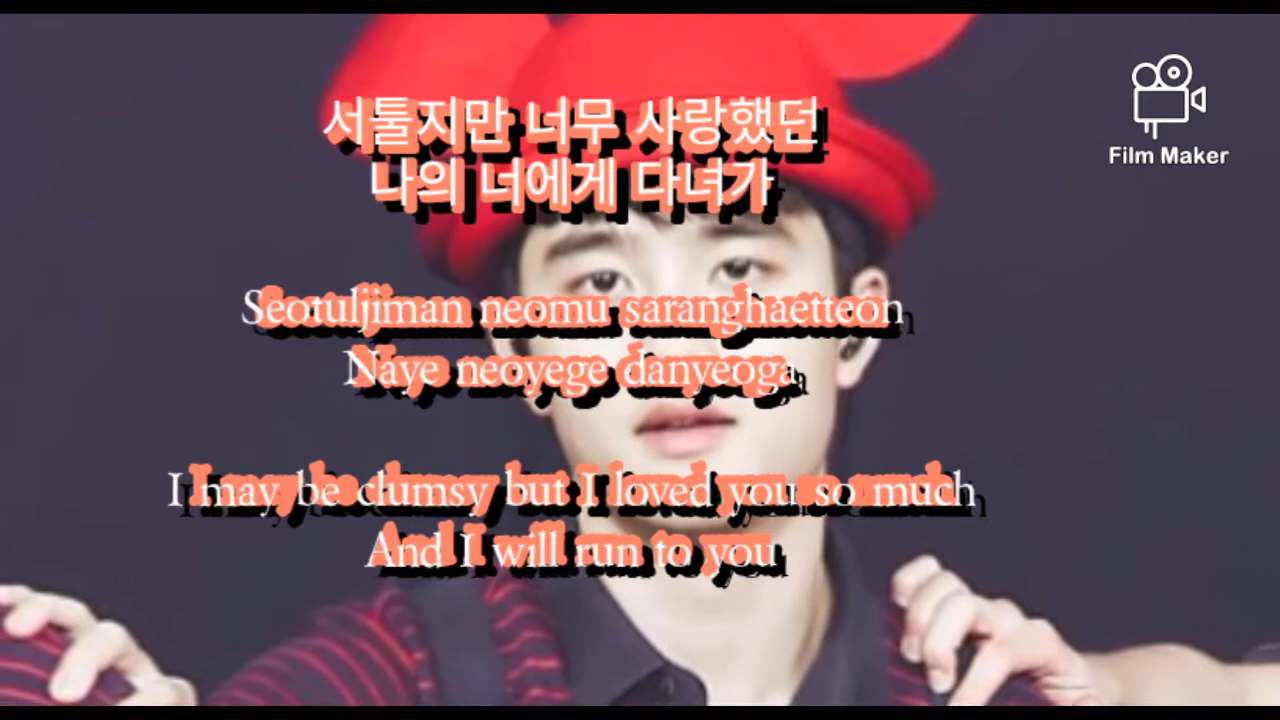 서툴지만 너무 사랑했던
나의 너에게 다녀가
Seotuljiman neomu saranghaetteon
Naye neoyege danyeoga
I may be clumsy but I loved you so much
And I will run to you
Film Maker